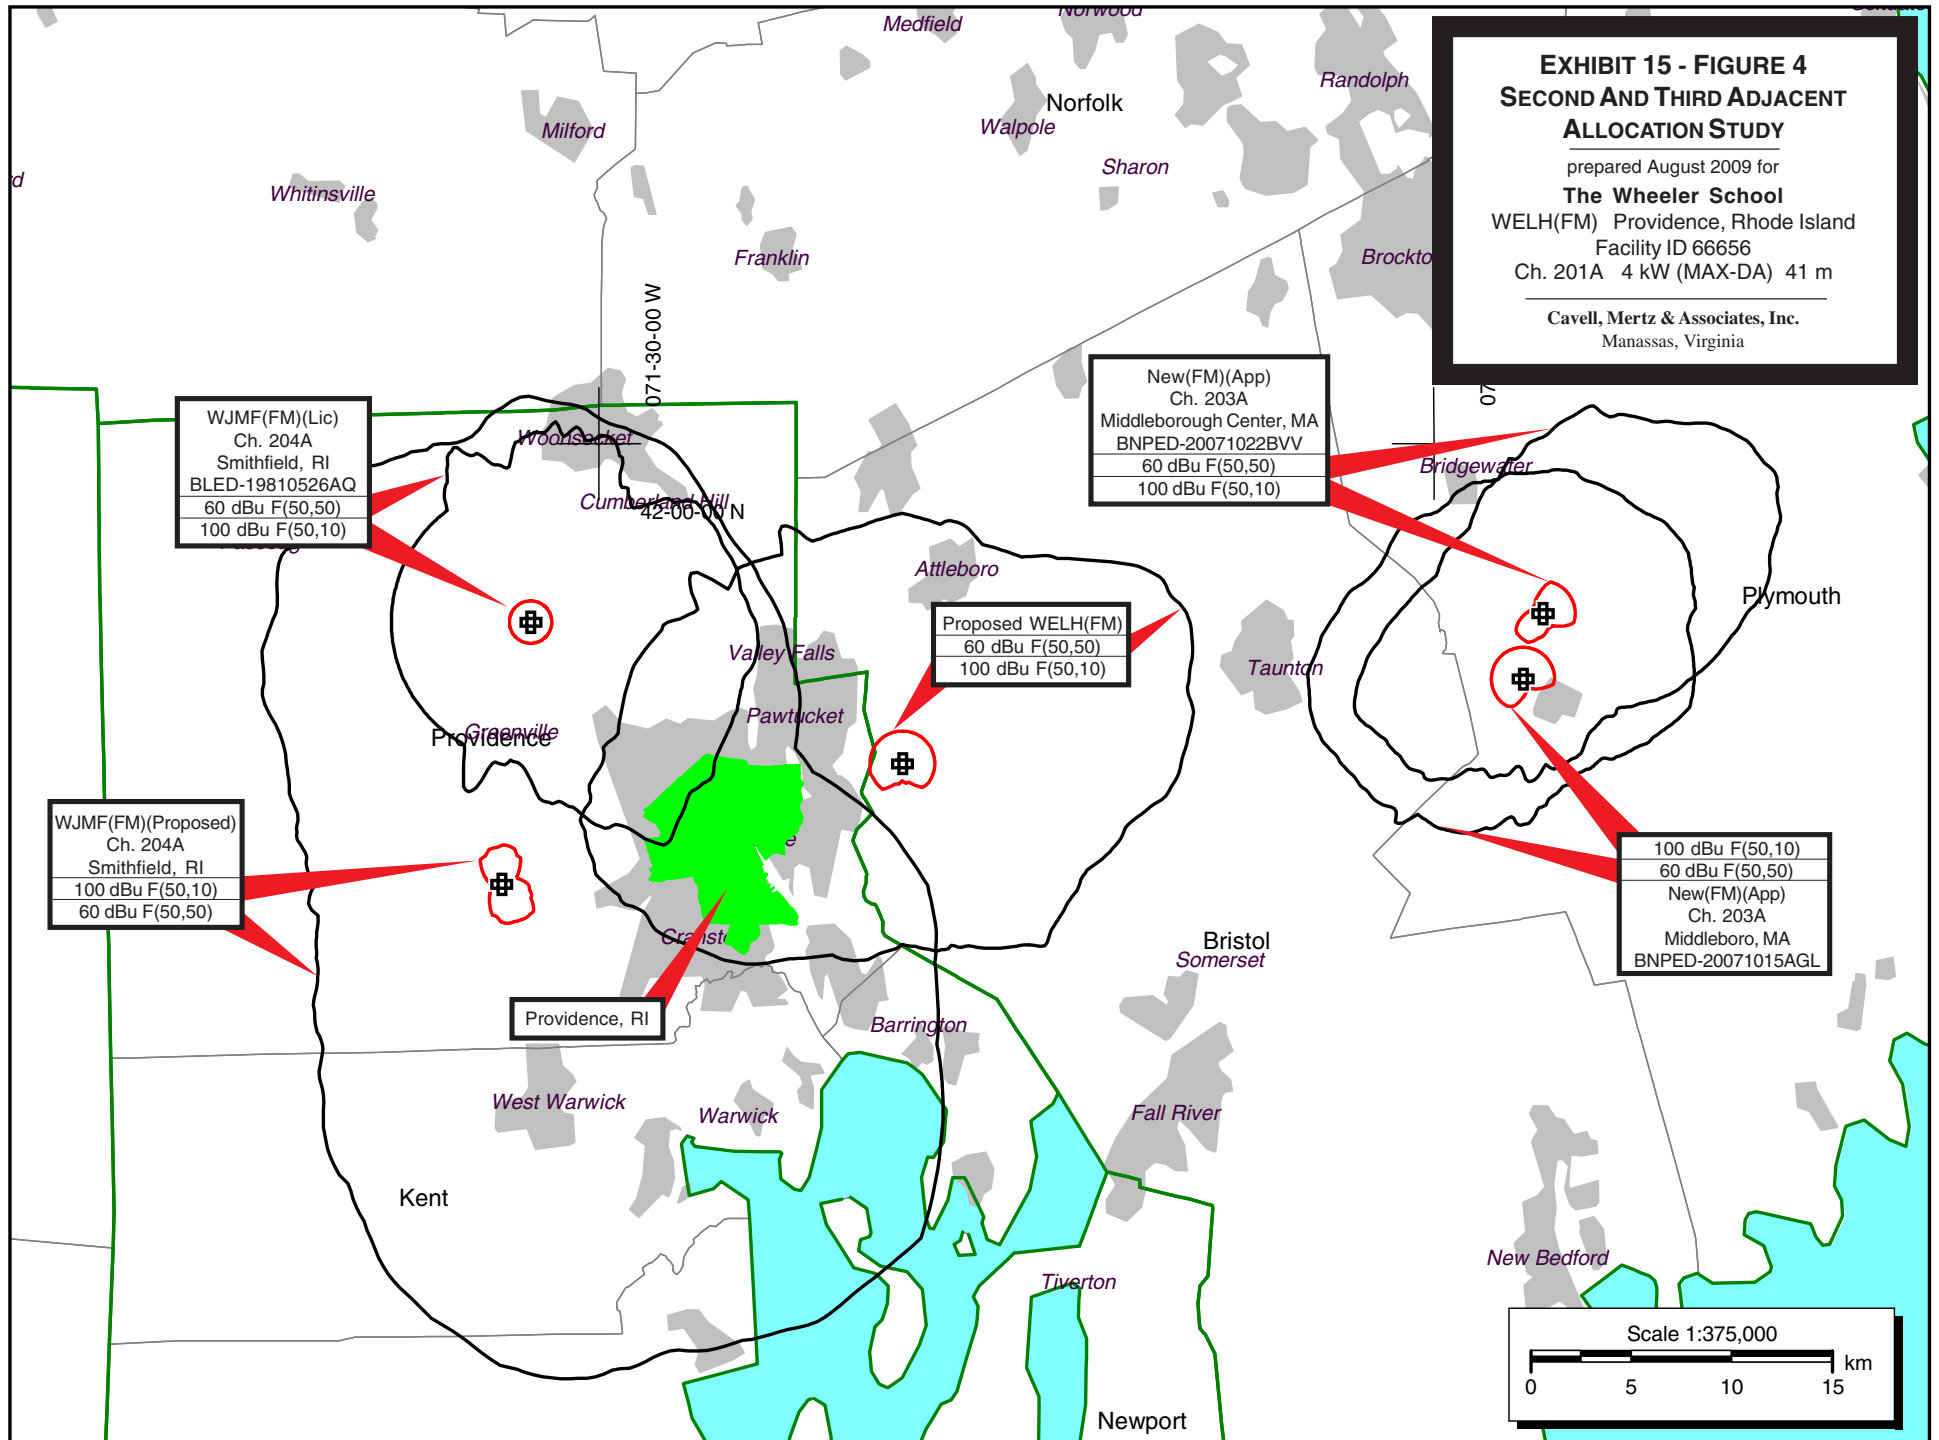 Medfield
Norwood
Randolph
Norfolk
Walpole
Milford
Sharon
Whitinsville
Franklin
Brockto
EXHIBIT 15 - FIGURE 4
SECOND AND THIRD ADJACENT
ALLOCATION STUDY
prepared August 2009 for
The Wheeler School
WELH(FM) Providence, Rhode Island
Facility ID 66656
Ch. 201A 4 kW (MAX-DA) 41 m
Cavell, Mertz & Associates, Inc.
Manassas, Virginia
071-30-00 W
07
WJMF(FM)(Lic)
Ch. 204A
Smithfield, RI
BLED-19810526AQ
60 dBu F(50,50)
100 dBu F(50,10)
New(FM)(App)
Ch. 203A
Middleborough Center, MA
BNPED-20071022BVV
60 dBu F(50,50)
100 dBu F(50,10)
Woonsocket
Cumberland Hill
42-00-00 N
Bridgewater
Attleboro
Plymouth
Proposed WELH(FM)
60 dBu F(50,50)
100 dBu F(50,10)
Valley Falls
Taunton
Pawtucket
Greenville
Providence
WJMF(FM)(Proposed)
Ch. 204A
Smithfield, RI
100 dBu F(50,10)
60 dBu F(50,50)
100 dBu F(50,10)
60 dBu F(50,50)
New(FM)(App)
Ch. 203A
Middleboro, MA
BNPED-20071015AGL
e
Cranst
Bristol
Somerset
Providence, RI
Barrington
West Warwick
Warwick
Fall River
Kent
New Bedford
Tiverton
Newport
Scale 1:375,000
km
0 5 10 15